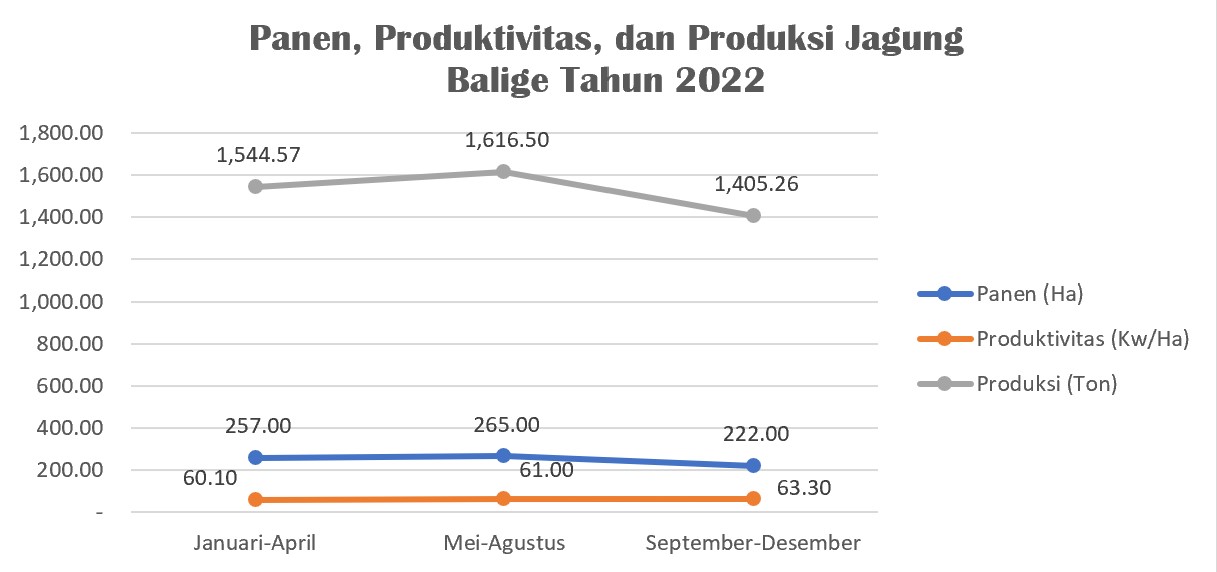 Panen, Produktivitas, dan Produksi Jagung
Balige Tahun 2022
1,800.00
1,600.00
1,400.00
1,200.00
1,000.00
800.00
600.00
400.00
200.00
-
1,544.57
1,616.50
1,405.26
257.00
265.00
222.00
60.10
61.00
63.30
Januari-April
Mei-Agustus
September-Desember
Panen (Ha)
Produktivitas (Kw/Ha)
Produksi (Ton)